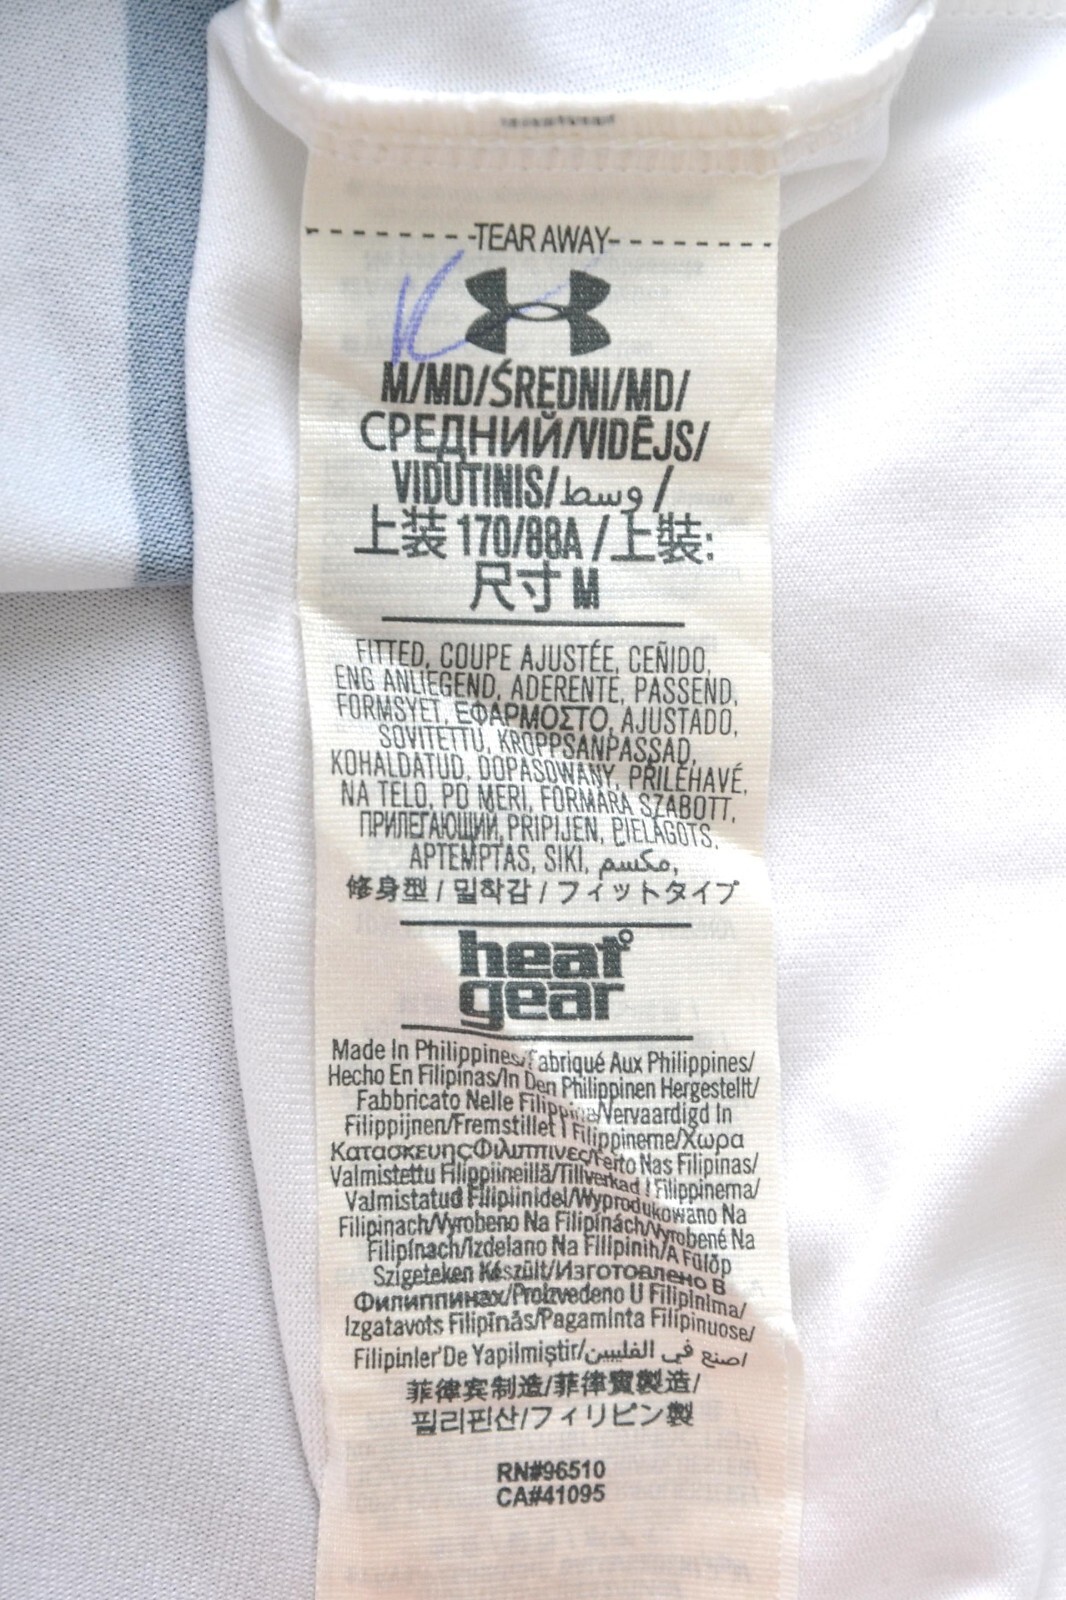 TEAR AWAY
M/MD/ŚREDNI/MD/
СРЕДНИЙ/VIDĒJS/
VIDUTINIS/وسط/
上装 170/88A /上裝:
尺寸 M
FITTED, COUPE AJUSTÉE, CEÑIDO,
ENG ANLIEGEND, ADERENTE, PASSEND,
FORMSYET, ΕΦΑΡΜΟΣΤΟ, AJUSTADO,
SOVITETTU, KROPPSANPASSAD,
KOHALDATUD, DOPASOWANY, PŘILÉHAVÉ,
NA TELO, PO MERI, FORMÁRA SZABOTT,
ПРИЛЕГАЮЩИЙ, PRIPIJEN, PIELĀGOTS,
APTEMPTAS, SIKI, مكسم,
修身型 / 밀착감 / フィットタイプ
heat
gear
Made In Philippines/Fabriqué Aux Philippines/
Hecho En Filipinas/In Den Philippinen Hergestellt/
Fabbricato Nelle Filippine/Vervaardigd In
Filippijnen/Fremstillet I Filippinerne/Χωρα
ΚατασκευηςΦιλιππινες/Feito Nas Filipinas/
Valmistettu Filippiineillä/Tillverkad I Filippinerna/
Valmistatud Filipiinidel/Wyprodukowano Na
Filipinach/Vyrobeno Na Filipínách/Vyrobené Na
Filipínach/Izdelano Na Filipinih/A Fülöp
Szigeteken Készült/Изготовлено В
Филиппинах/Proizvedeno U Filipinima/
Izgatavots Filipīnās/Pagaminta Filipinuose/
Filipinler'De Yapilmiştir/اصنع في الفلبين/
菲律宾制造/菲律賓製造/
필리핀산/フィリピン製
RN#96510
CA#41095